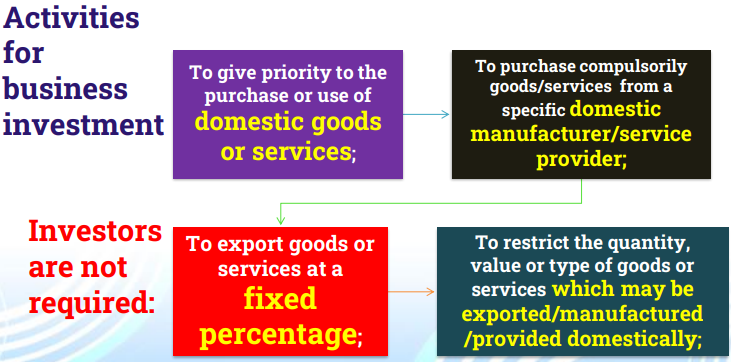 Activities
for
business
investment
To give priority to the
purchase or use of
domestic goods
or services;
To purchase compulsorily
goods/services from a
specific domestic
manufacturer/service
provider;
Investors
are not
required:
To export goods or
services at a
fixed
percentage;
To restrict the quantity,
value or type of goods or
services which may be
exported/manufactured
/provided domestically;